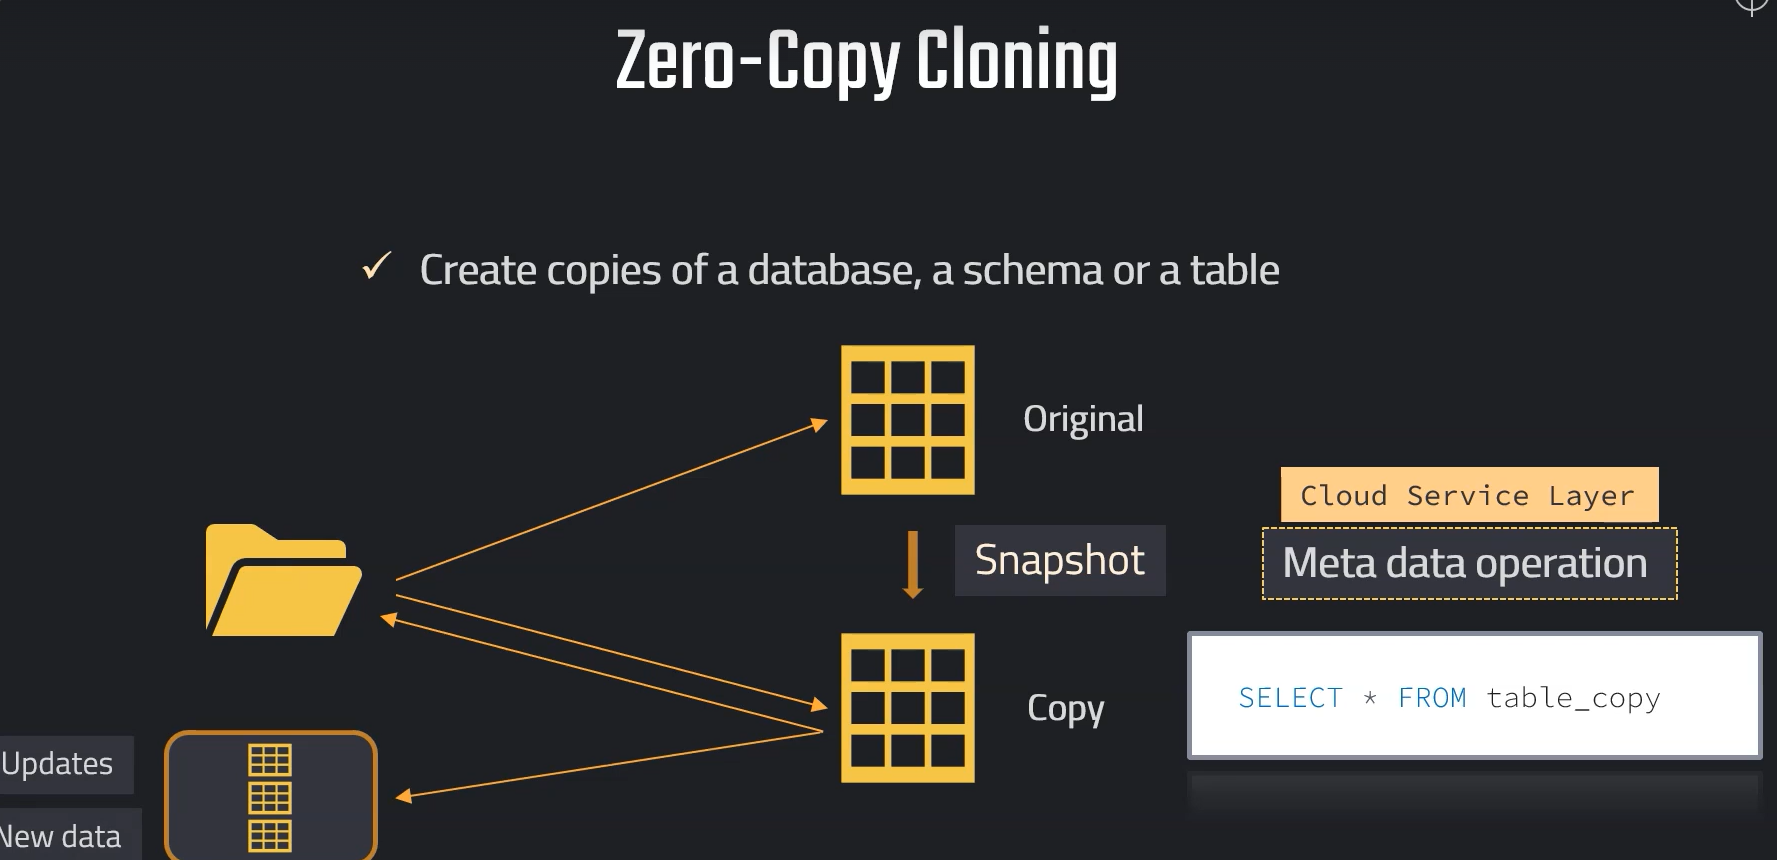 Zero-Copy Cloning
✓ Create copies of a database, a schema or a table
Original
Cloud Service Layer
Snapshot
Meta data operation
Copy
SELECT * FROM table_copy
Updates
New data